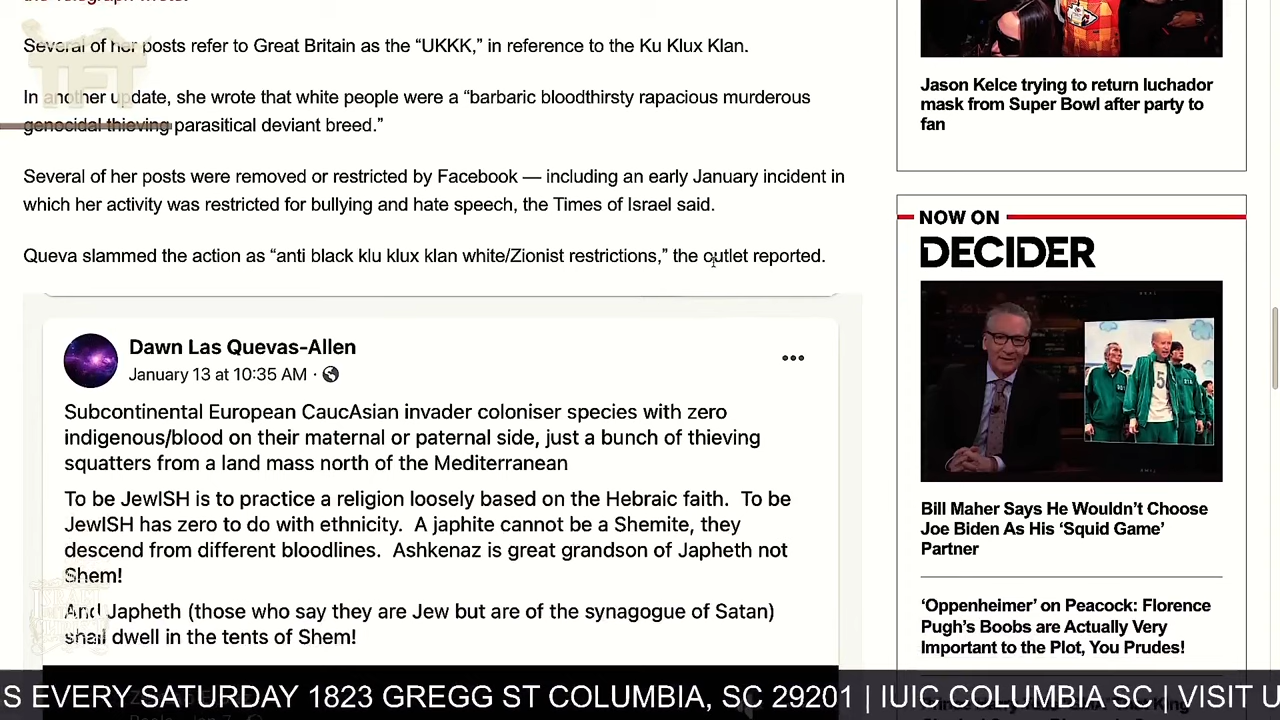 the Telegraph wrote.
Several of her posts refer to Great Britain as the “UKKK,” in reference to the Ku Klux Klan.
In another update, she wrote that white people were a “barbaric bloodthirsty rapacious murderous
genocidal thieving parasitical deviant breed.”
Several of her posts were removed or restricted by Facebook — including an early January incident in
which her activity was restricted for bullying and hate speech, the Times of Israel said.
Queva slammed the action as “anti black klu klux klan white/Zionist restrictions,” the outlet reported.
Dawn Las Quevas-Allen
January 13 at 10:35 AM ·
Subcontinental European CaucAsian invader coloniser species with zero
indigenous/blood on their maternal or paternal side, just a bunch of thieving
squatters from a land mass north of the Mediterranean
To be JewISH is to practice a religion loosely based on the Hebraic faith. To be
JewISH has zero to do with ethnicity. A japhite cannot be a Shemite, they
descend from different bloodlines. Ashkenaz is great grandson of Japheth not
Shem!
And Japheth (those who say they are Jew but are of the synagogue of Satan)
shall dwell in the tents of Shem!
Jason Kelce trying to return luchador
mask from Super Bowl after party to
fan
NOW ON
DECIDER
Bill Maher Says He Wouldn’t Choose
Joe Biden As His ‘Squid Game’
Partner
‘Oppenheimer’ on Peacock: Florence
Pugh’s Boobs are Actually Very
Important to the Plot, You Prudes!
TFT
S EVERY SATURDAY 1823 GREGG ST COLUMBIA, SC 29201 | IUIC COLUMBIA SC | VISIT U